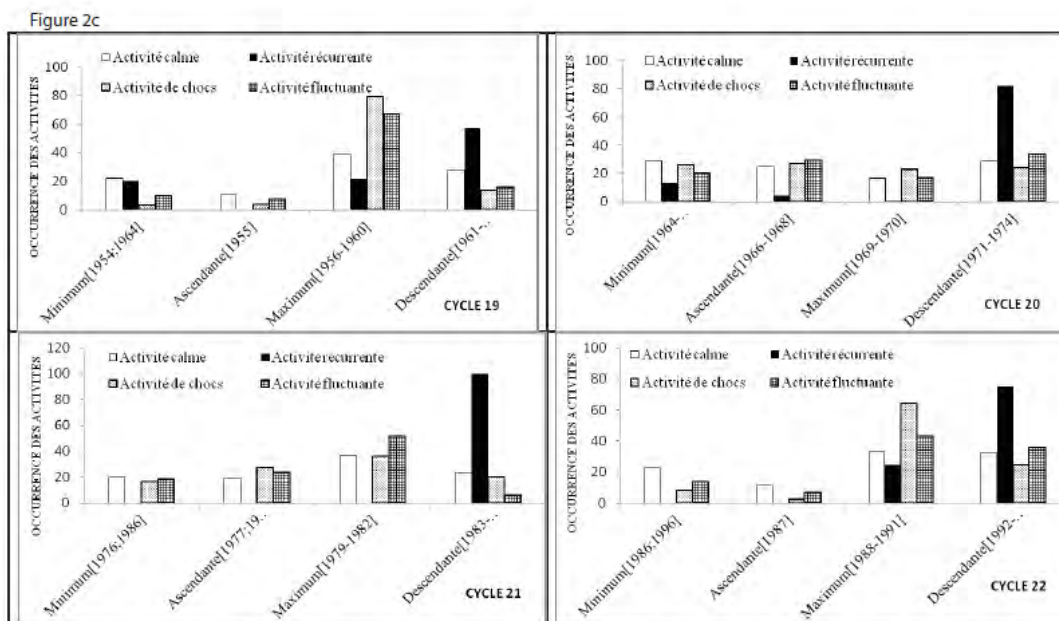 Figure 2c
Activité calme
Activité récurrente
Activité de chocs
Activité fluctuante
OCCURRENCE DES ACTIVITES
100
80
60
40
20
0
Minimum[1954;1964]
Ascendante[1955]
Maximum[1956-1960]
Descendante[1961-...
CYCLE 19
Activité calme
Activité récurrente
Activité de chocs
Activité fluctuante
OCCURRENCE DES ACTIVITES
100
80
60
40
20
0
Minimum[1964-...
Ascendante[1966-1968]
Maximum[1969-1970]
Descendante[1971-1974]
CYCLE 20
Activité calme
Activité récurrente
Activité de chocs
Activité fluctuante
OCCURRENCE DES ACTIVITES
120
100
80
60
40
20
0
Minimum[1976;1986]
Ascendante[1977;19...
Maximum[1979-1982]
Descendante[1983-...
CYCLE 21
Activité calme
Activité récurrente
Activité de chocs
Activité fluctuante
OCCURRENCE DES ACTIVITES
100
80
60
40
20
0
Minimum[1986;1996]
Ascendante[1987]
Maximum[1988-1991]
Descendante[1992-...
CYCLE 22